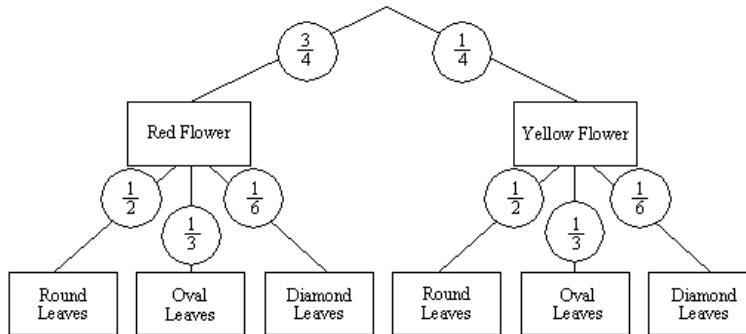 3/4
1/4
Red Flower
Yellow Flower
1/2
1/3
1/6
1/2
1/3
1/6
Round
Leaves
Oval
Leaves
Diamond
Leaves
Round
Leaves
Oval
Leaves
Diamond
Leaves